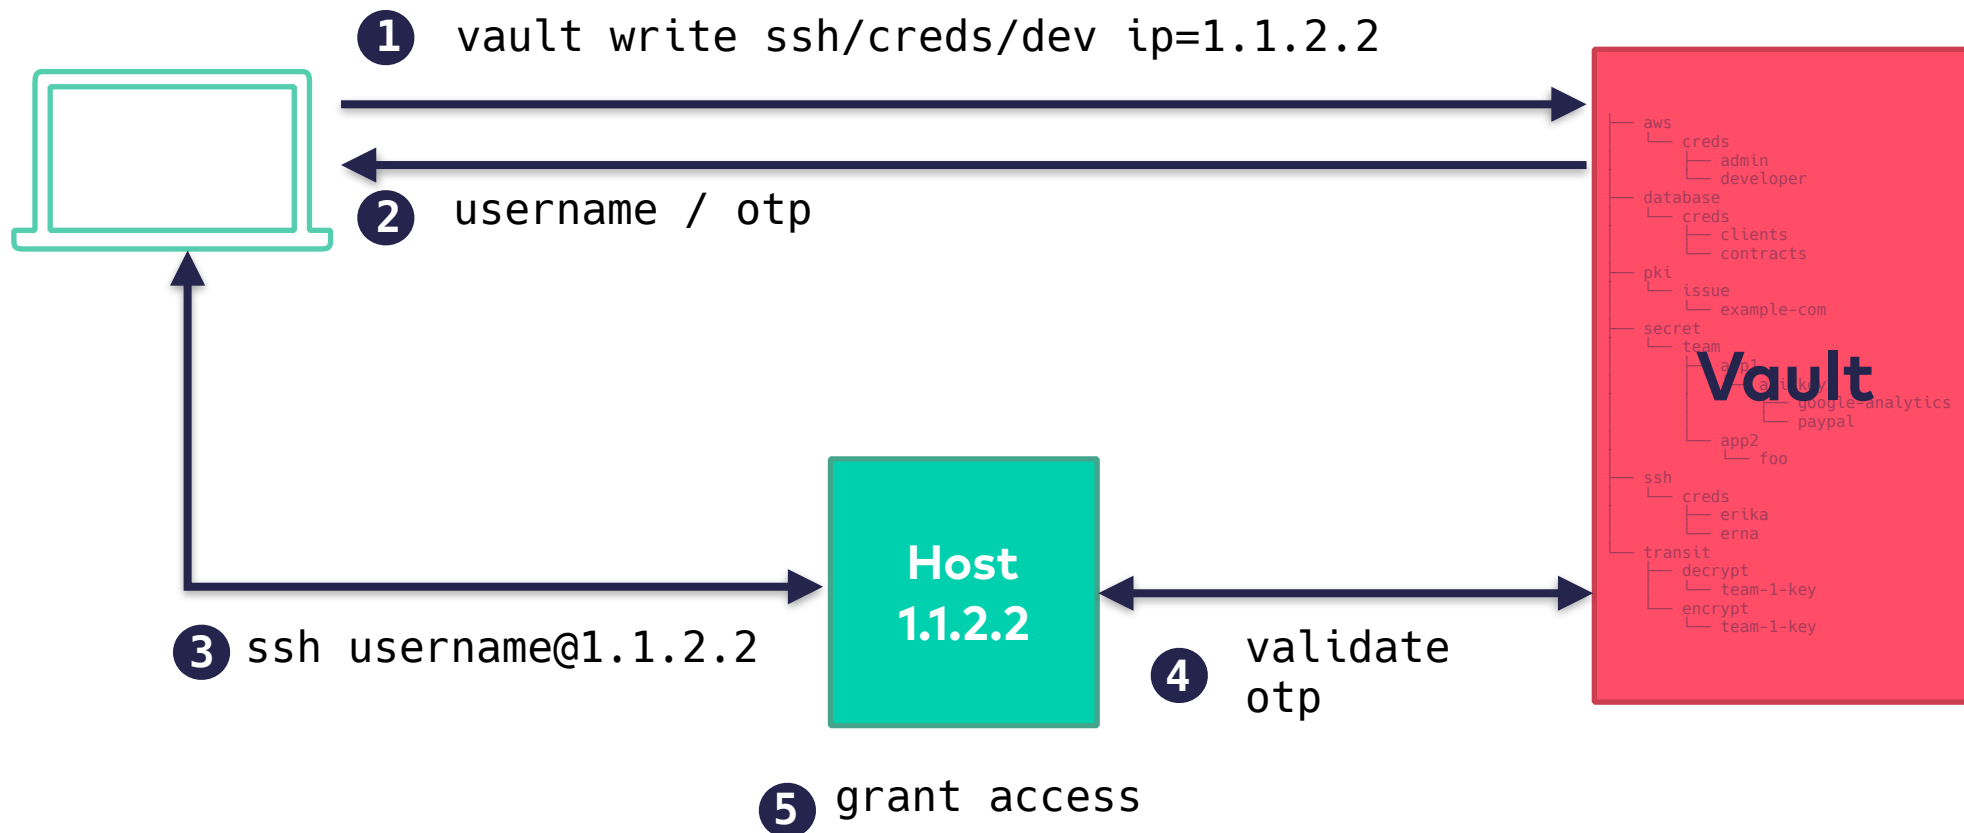 1 vault write ssh/creds/dev ip=1.1.2.2
2 username / otp
3 ssh username@1.1.2.2
Host
1.1.2.2
4 validate
otp
5 grant access
Vault
aws
creds
admin
developer
database
creds
clients
contracts
pki
issue
example-com
secret
team
app1
google-analytics
paypal
app2
foo
ssh
creds
erika
erna
transit
decrypt
team-1-key
encrypt
team-1-key